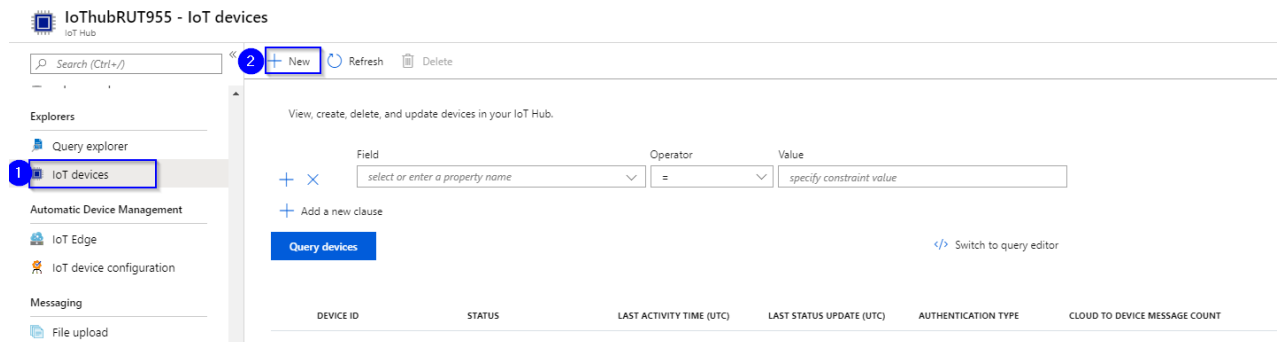 IoThubRUT955 - IoT devices
IoT Hub
Search (Ctrl+/)
«
2
New
Refresh
Delete
View, create, delete, and update devices in your IoT Hub.
Explorers
Query explorer
1
IoT devices
Automatic Device Management
IoT Edge
IoT device configuration
Messaging
File upload
Field
Operator
Value
select or enter a property name
=
specify constraint value
Add a new clause
Query devices
</> Switch to query editor
DEVICE ID STATUS LAST ACTIVITY TIME (UTC) LAST STATUS UPDATE (UTC) AUTHENTICATION TYPE CLOUD TO DEVICE MESSAGE COUNT